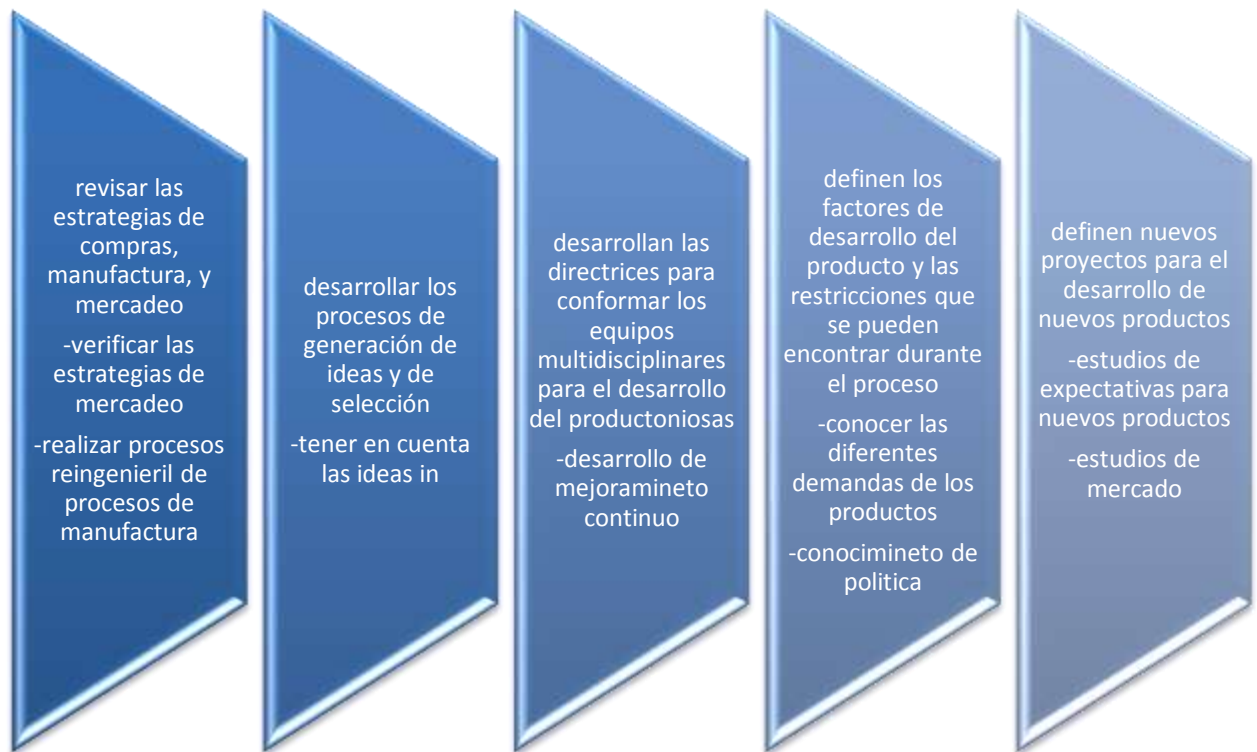 revisar las
estrategias de
compras,
manufactura, y
mercadeo
-verificar las
estrategias de
mercadeo
-realizar procesos
reingenieril de
procesos de
manufactura
desarrollar los
procesos de
generación de
ideas y de
selección
-tener en cuenta
las ideas in
desarrollan las
directrices para
conformar los
equipos
multidisciplinares
para el desarrollo
del productoniosas
-desarrollo de
mejoramineto
continuo
definen los
factores de
desarrollo del
producto y las
restricciones que
se pueden
encontrar durante
el proceso
-conocer las
diferentes
demandas de los
productos
-conocimineto de
politica
definen nuevos
proyectos para el
desarrollo de
nuevos productos
-estudios de
expectativas para
nuevos productos
-estudios de
mercado